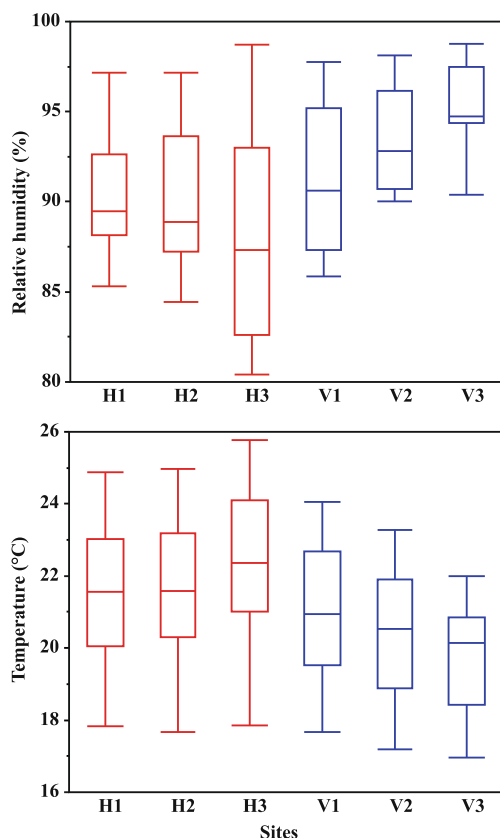 100
95
90
85
80
Relative humidity (%)
H1 H2 H3 V1 V2 V3
26
24
22
20
18
16
Temperature (°C)
H1 H2 H3 V1 V2 V3
Sites